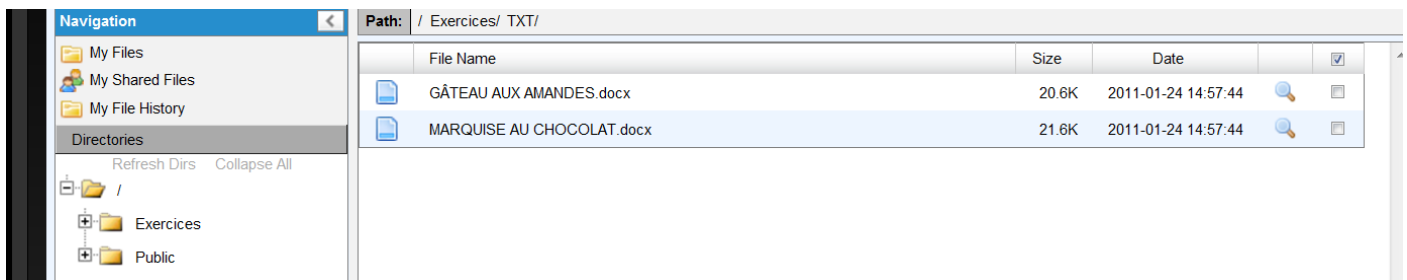 Navigation
My Files
My Shared Files
My File History
Directories
Refresh Dirs Collapse All
/
Exercices
Public
Path: / Exercices/ TXT/
File Name Size Date
GÂTEAU AUX AMANDES.docx 20.6K 2011-01-24 14:57:44
MARQUISE AU CHOCOLAT.docx 21.6K 2011-01-24 14:57:44